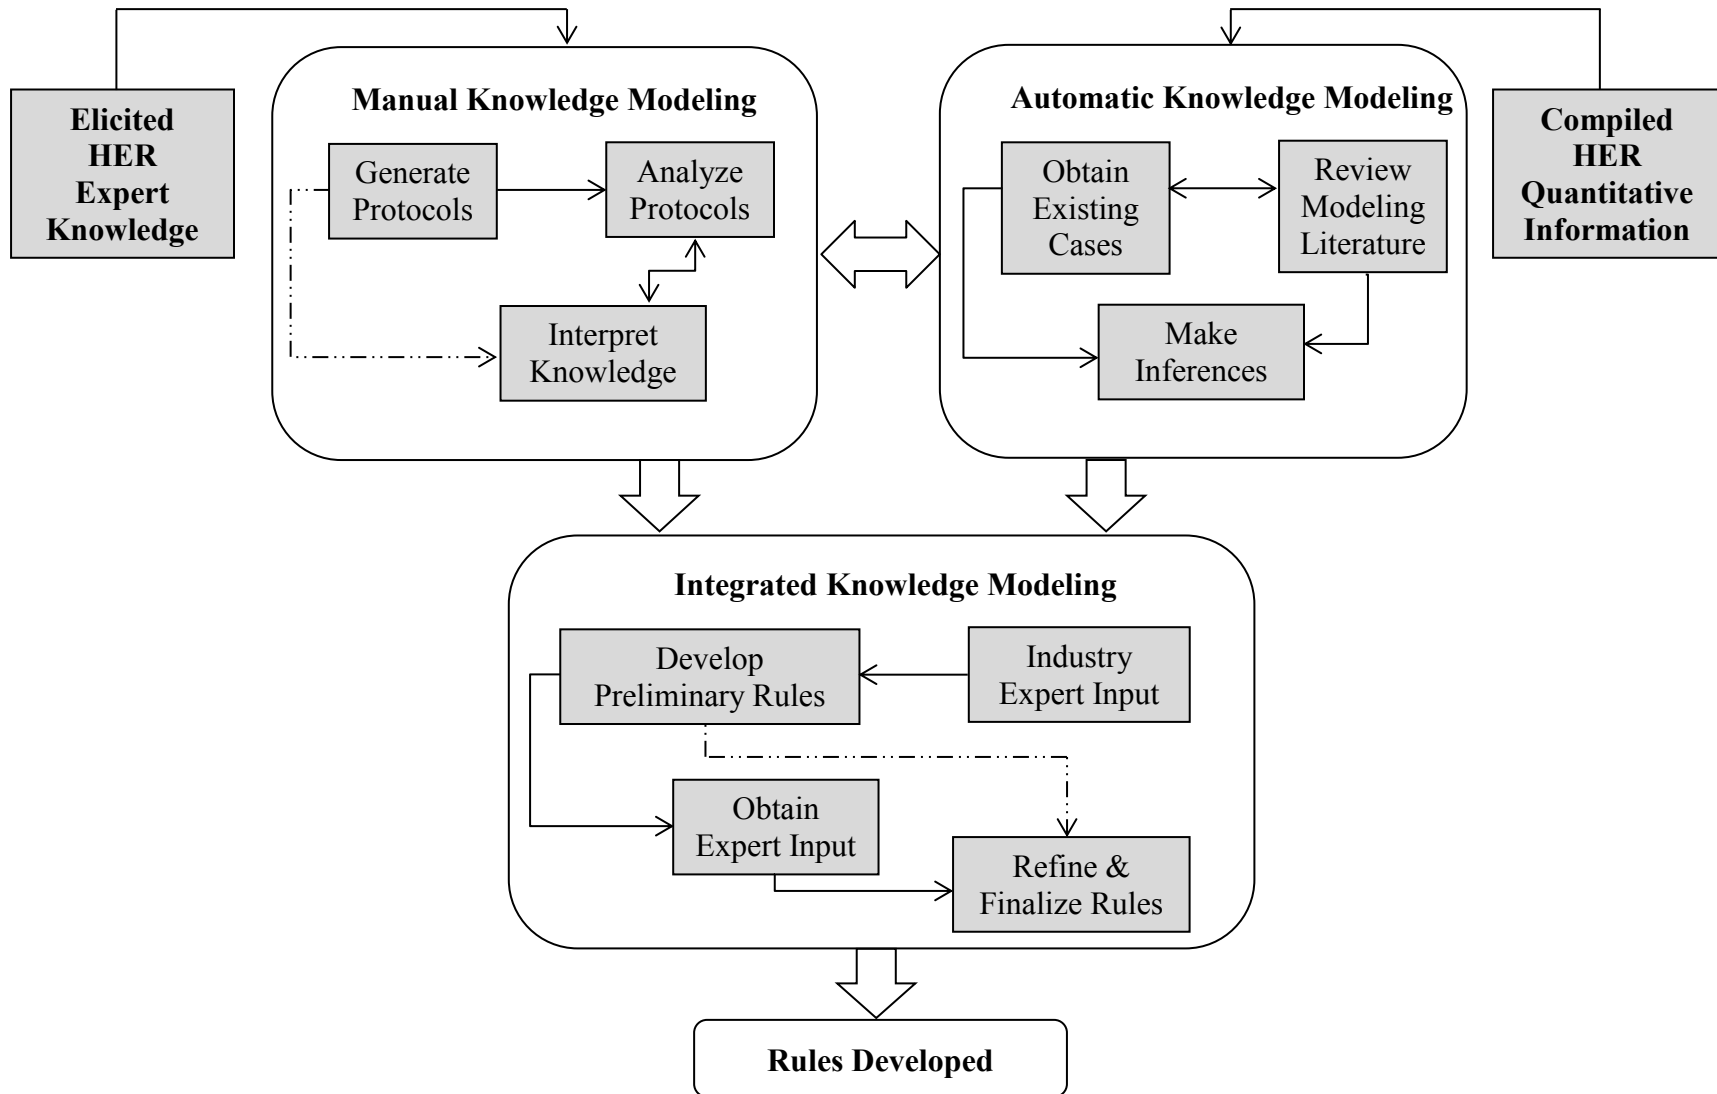 Elicited
HER
Expert
Knowledge
Manual Knowledge Modeling
Generate
Protocols
Analyze
Protocols
Interpret
Knowledge
Automatic Knowledge Modeling
Obtain
Existing
Cases
Review
Modeling
Literature
Make
Inferences
Compiled
HER
Quantitative
Information
Integrated Knowledge Modeling
Develop
Preliminary Rules
Industry
Expert Input
Obtain
Expert Input
Refine &
Finalize Rules
Rules Developed